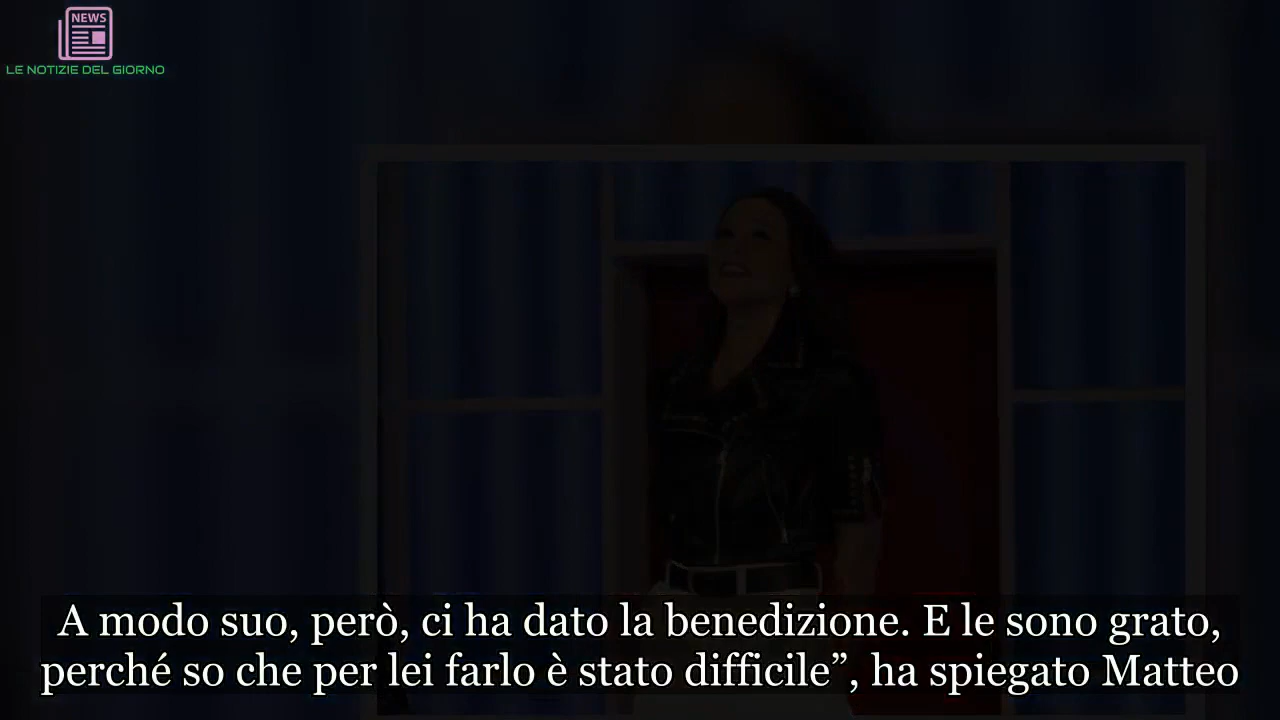 NEWS
LE NOTIZIE DEL GIORNO
A modo suo, però, ci ha dato la benedizione. E le sono grato,
perché so che per lei farlo è stato difficile”, ha spiegato Matteo